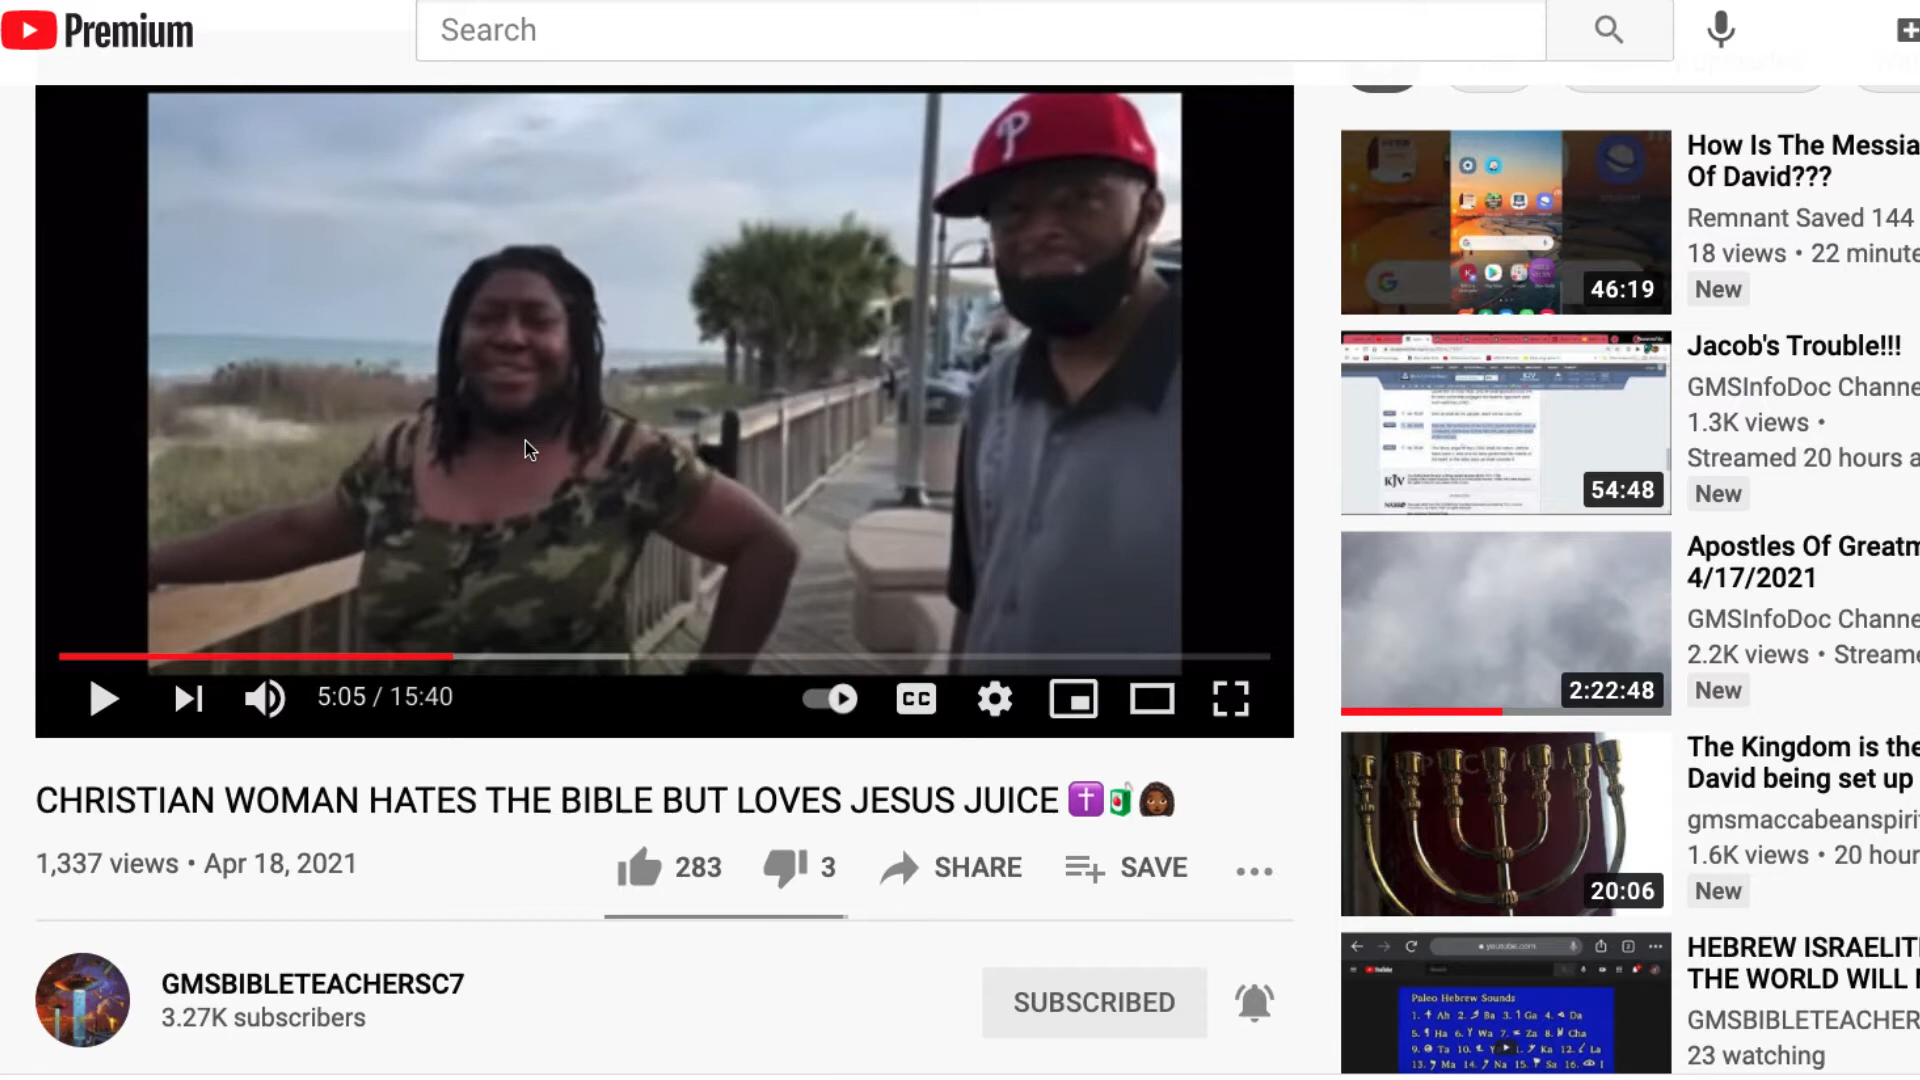 Premium
Search
P
5:05 / 15:40
CC
CHRISTIAN WOMAN HATES THE BIBLE BUT LOVES JESUS JUICE
1,337 views • Apr 18, 2021
283
3
SHARE
SAVE
GMSBIBLETEACHERSC7
3.27K subscribers
SUBSCRIBED
46:19
How Is The Messia
Of David???
Remnant Saved 144
18 views • 22 minute
New
KJV
54:48
Jacob's Trouble!!!
GMSInfoDoc Channe
1.3K views •
Streamed 20 hours a
New
2:22:48
Apostles Of Greatm
4/17/2021
GMSInfoDoc Channe
2.2K views • Streame
New
20:06
The Kingdom is the
David being set up
gmsmaccabeanspiri
1.6K views • 20 hour
New
youtube.com
Paleo Hebrew Sounds
HEBREW ISRAELIT
THE WORLD WILL
GMSBIBLETEACHER
23 watching